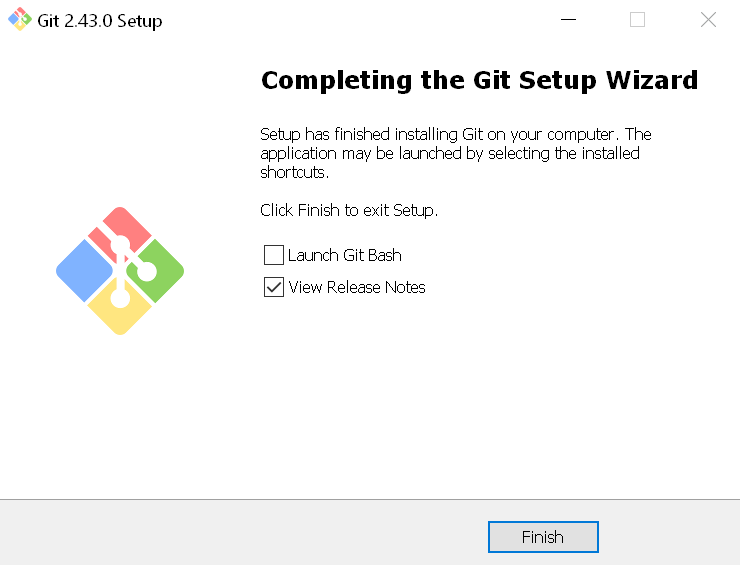 Git 2.43.0 Setup
Completing the Git Setup Wizard
Setup has finished installing Git on your computer. The
application may be launched by selecting the installed
shortcuts.
Click Finish to exit Setup.
Launch Git Bash
View Release Notes
Finish